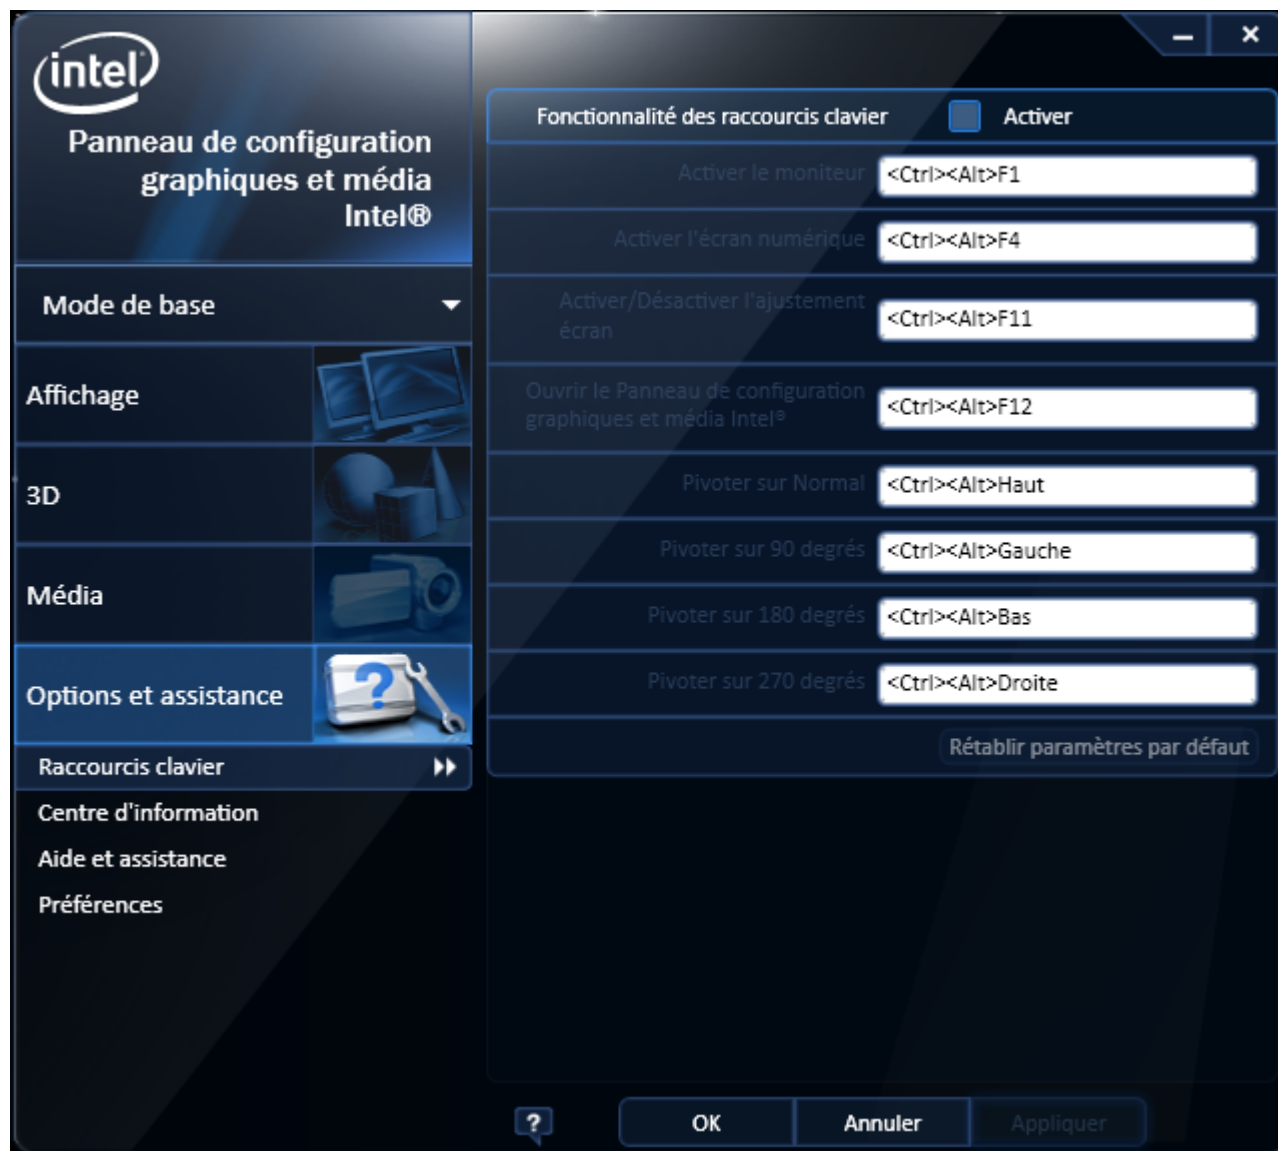 intel
Panneau de configuration
graphiques et média
Intel®
Mode de base
Affichage
3D
Média
Options et assistance
Raccourcis clavier
Centre d'information
Aide et assistance
Préférences
Fonctionnalité des raccourcis clavier Activer
Activer le moniteur <Ctrl><Alt>F1
Activer l'écran numérique <Ctrl><Alt>F4
Activer/Désactiver l'ajustement
écran
<Ctrl><Alt>F11
Ouvrir le Panneau de configuration
graphiques et média Intel®
<Ctrl><Alt>F12
Pivoter sur Normal <Ctrl><Alt>Haut
Pivoter sur 90 degrés <Ctrl><Alt>Gauche
Pivoter sur 180 degrés <Ctrl><Alt>Bas
Pivoter sur 270 degrés <Ctrl><Alt>Droite
Rétablir paramètres par défaut
? OK Annuler Appliquer